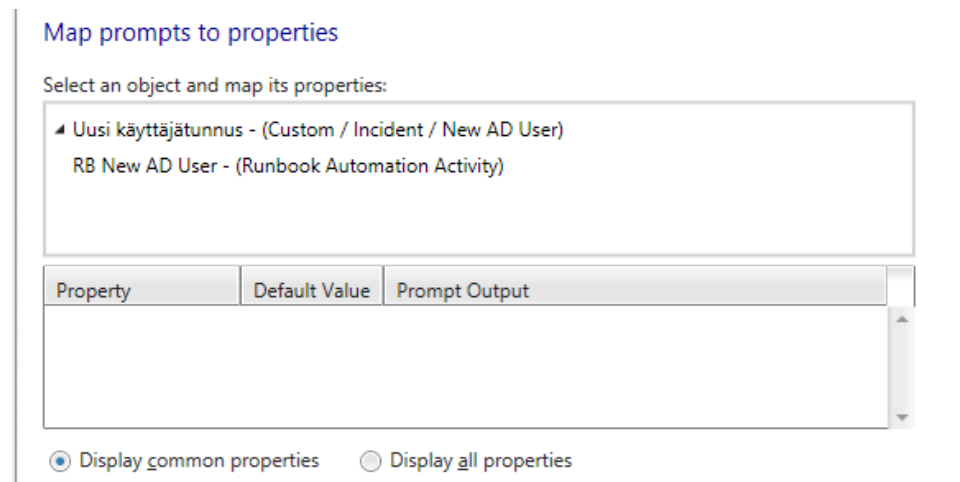 Map prompts to properties
Select an object and map its properties:
Uusi käyttäjätunnus - (Custom / Incident / New AD User)
RB New AD User - (Runbook Automation Activity)
Property Default Value Prompt Output
Display common properties Display all properties